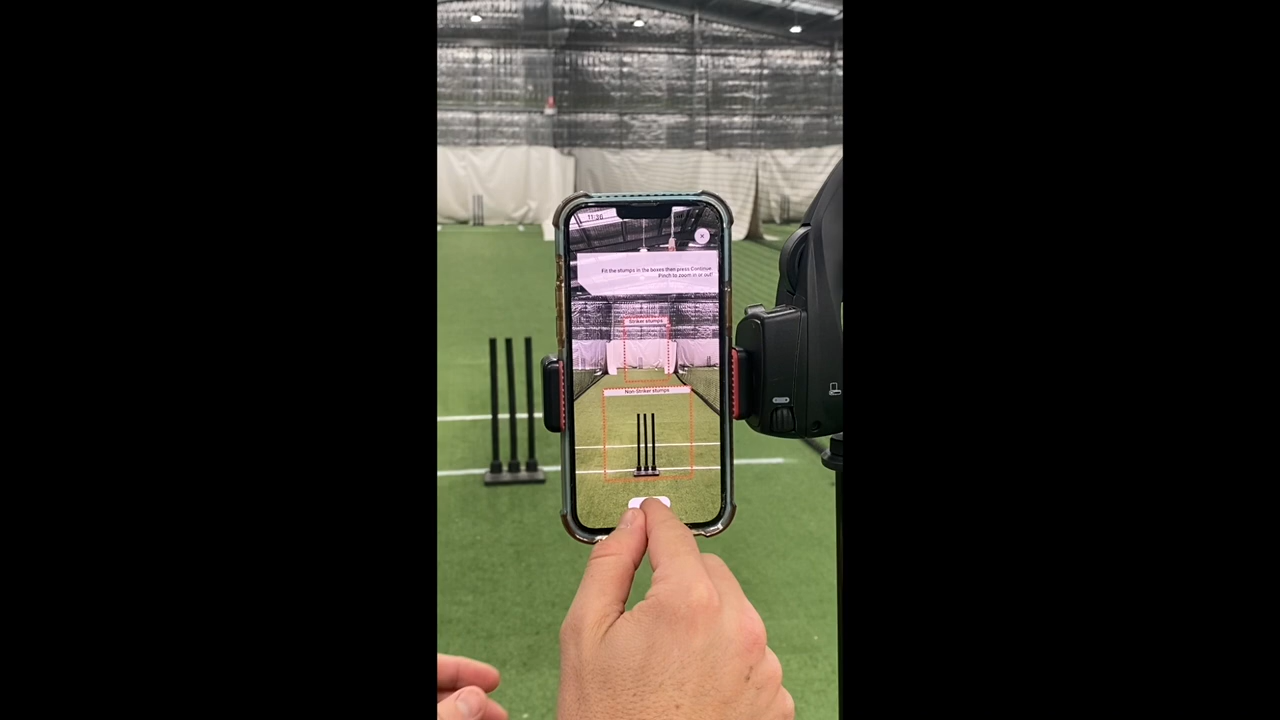 11:20
Fit the stumps in the boxes then press Continue.
Pinch to zoom in or out!
Striker stumps
Non-Striker stumps